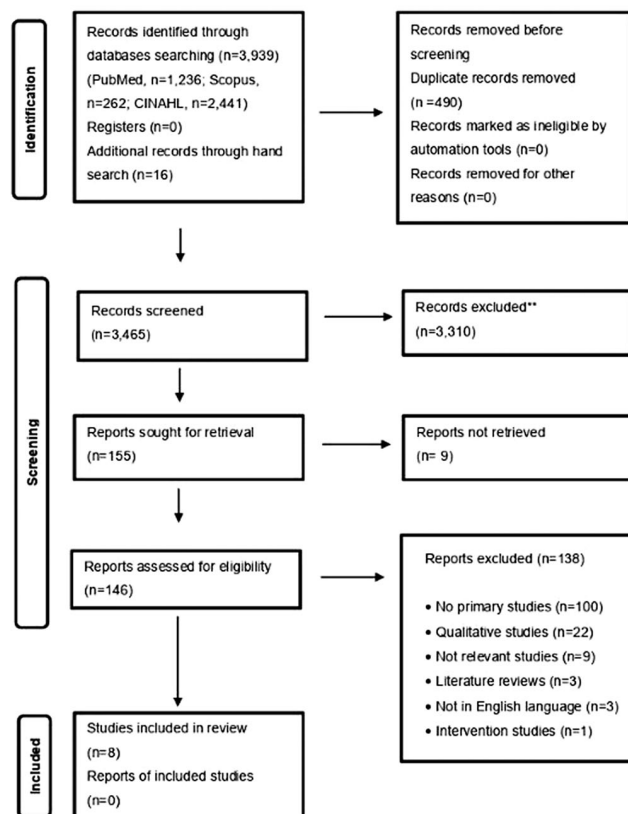 Identification
Records identified through
databases searching (n=3,939)
(PubMed, n=1,236; Scopus,
n=262; CINAHL, n=2,441)
Registers (n=0)
Additional records through hand
search (n=16)
Records removed before
screening
Duplicate records removed
(n =490)
Records marked as ineligible by
automation tools (n=0)
Records removed for other
reasons (n=0)
Screening
Records screened
(n=3,465)
Records excluded**
(n=3,310)
Reports sought for retrieval
(n=155)
Reports not retrieved
(n= 9)
Reports assessed for eligibility
(n=146)
Reports excluded (n=138)
• No primary studies (n=100)
• Qualitative studies (n=22)
• Not relevant studies (n=9)
• Literature reviews (n=3)
• Not in English language (n=3)
• Intervention studies (n=1)
Included
Studies included in review
(n=8)
Reports of included studies
(n=0)